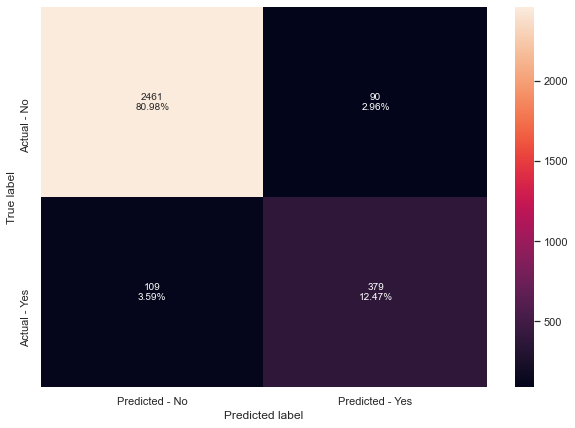 2461
80.98%
90
2.96%
109
3.59%
379
12.47%
Actual - No
Actual - Yes
True label
Predicted - No
Predicted - Yes
Predicted label
2000
1500
1000
500